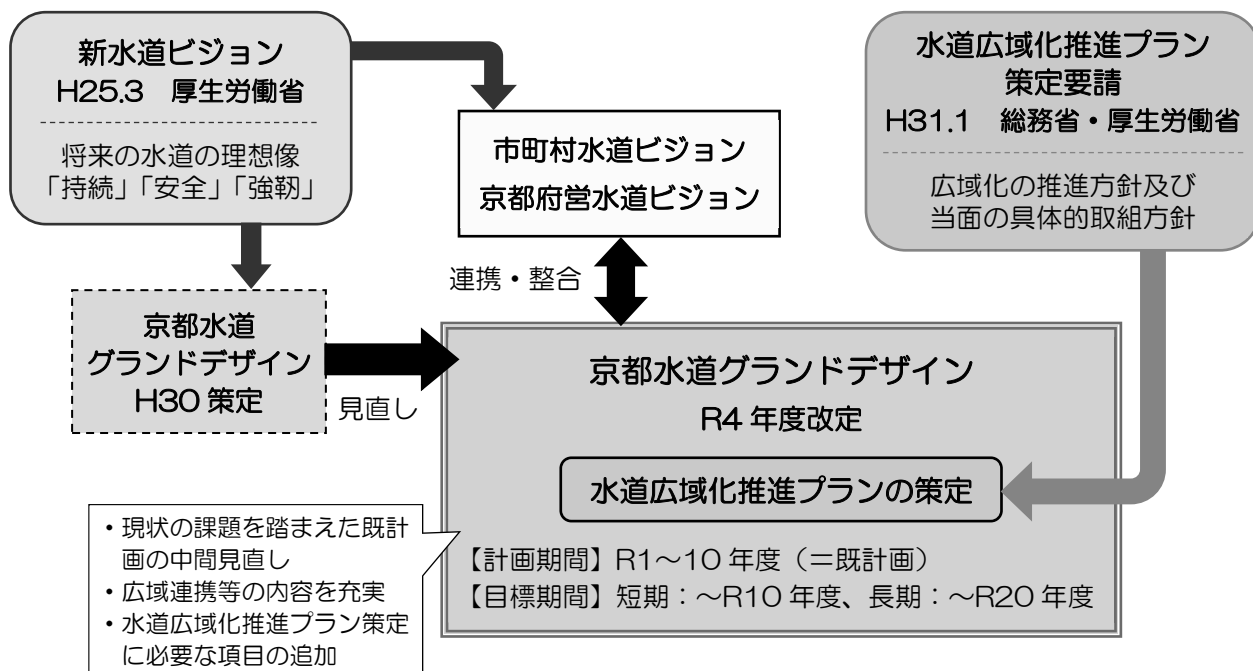 新水道ビジョン
H25.3　厚生労働省
将来の水道の理想像
「持続」「安全」「強靭」
水道広域化推進プラン
策定要請
H31.1　総務省・厚生労働省
広域化の推進方針及び
当面の具体的取組方針
市町村水道ビジョン
京都府営水道ビジョン
連携・整合
京都水道
グランドデザイン
H30 策定
見直し
京都水道グランドデザイン
R4 年度改定
水道広域化推進プランの策定
【計画期間】R1～10 年度（＝既計画）
【目標期間】短期：～R10 年度、長期：～R20 年度
・現状の課題を踏まえた既計
画の中間見直し
・広域連携等の内容を充実
・水道広域化推進プラン策定
に必要な項目の追加